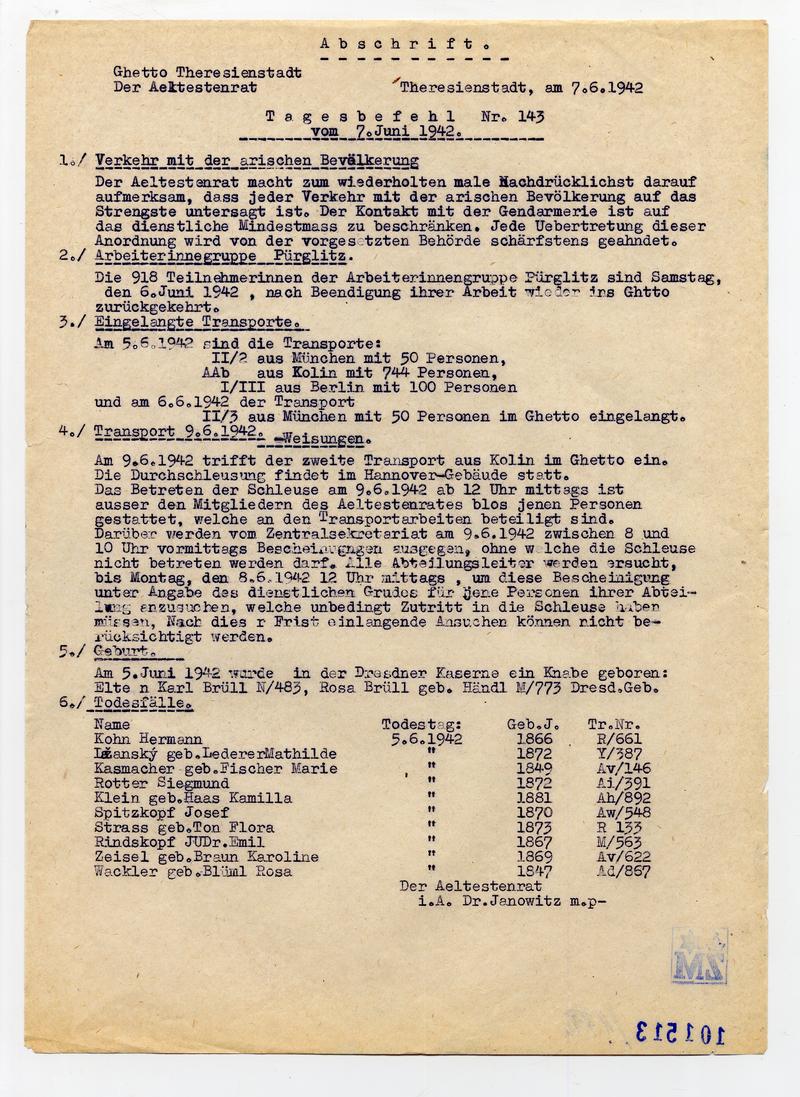 A b s c h r i f t .
Ghetto Theresienstadt
Der Aektestenrat Theresienstadt, am 7.6.1942
T a g e s b e f e h l Nr. 143
vom 7.Juni 1942.
1./ Verkehr mit der arischen Bevälkerung
Der Aeltestenrat macht zum wiederholten male Nachdrücklichst darauf
aufmerksam, dass jeder Verkehr mit der arischen Bevölkerung auf das
Strengste untersagt ist. Der Kontakt mit der Gendarmerie ist auf
das dienstliche Mindestmass zu beschränken. Jede Uebertretung dieser
Anordnung wird von der vorgesetzten Behörde schärfstens geahndet.
2./ Arbeiterinnegruppe Pürglitz.
Die 918 Teilnehmerinnen der Arbeiterinnengruppe Pürglitz sind Samstag,
den 6.Juni 1942 , nach Beendigung ihrer Arbeit wieder ins Ghtto
zurückgekehrt.
3./ Eingelangte Transporte.
Am 5.6.1942 sind die Transporte:
II/2 aus München mit 50 Personen,
AAb aus Kolin mit 744 Personen,
I/III aus Berlin mit 100 Personen
und am 6.6.1942 der Transport
II/3 aus München mit 50 Personen im Ghetto eingelangt.
4./ Transport 9.6.1942. -Weisungen.
Am 9.6.1942 trifft der zweite Transport aus Kolin im Ghetto ein.
Die Durchschleusung findet im Hannover-Gebäude statt.
Das Betreten der Schleuse am 9.6.1942 ab 12 Uhr mittags ist
ausser den Mitgliedern des Aeltestenrates blos jenen Personen
gestattet, welche an den Transportarbeiten beteiligt sind.
Darüber werden vom Zentralsekretariat am 9.6.1942 zwischen 8 und
10 Uhr vormittags ausgegen, ohne w lche die Schleuse
nicht betreten werden darf. Alle Abteilungsleiter werden ersucht,
bis Montag, den 8.6.1942 12 Uhr mittags , um diese Bescheinigung
unter Angabe des dienstlichen Grudes für jene Personen ihrer Abtei-
lung anzusuchen, welche unbedingt Zutritt in die Schleuse haben
müssen, Nach dies r Frist einlangende Ansuchen können nicht be-
rücksichtigt werden.
5./ Geburt.
Am 5.Juni 1942 wurde in der Dresdner Kaserne ein Knabe geboren:
Elte n Karl Brüll N/483, Rosa Brüll geb. Händl M/773 Dresd.Geb.
6./ Todesfälle.
Name Todestag: Geb.J. Tr.Nr.
Kohn Hermann 5.6.1942 1866 R/661
geb.LedererMathilde " 1872 Y/387
Kasmacher geb.Fischer Marie " 1849 Av/146
Rotter Siegmund " 1872 Ai/391
Klein geb.Haas Kamilla " 1881 Ah/892
Spitzkopf Josef " 1870 Aw/548
Strass geb.Ton Flora " 1873 R 133
Rindskopf JUDr.Emil " 1867 M/563
Zeisel geb.Braun Karoline " 1869 Av/622
Wackler geb.Blüml Rosa " 1847 Ad/867
Der Aeltestenrat
i.A. Dr.Janowitz m.p-
ŽM
101513